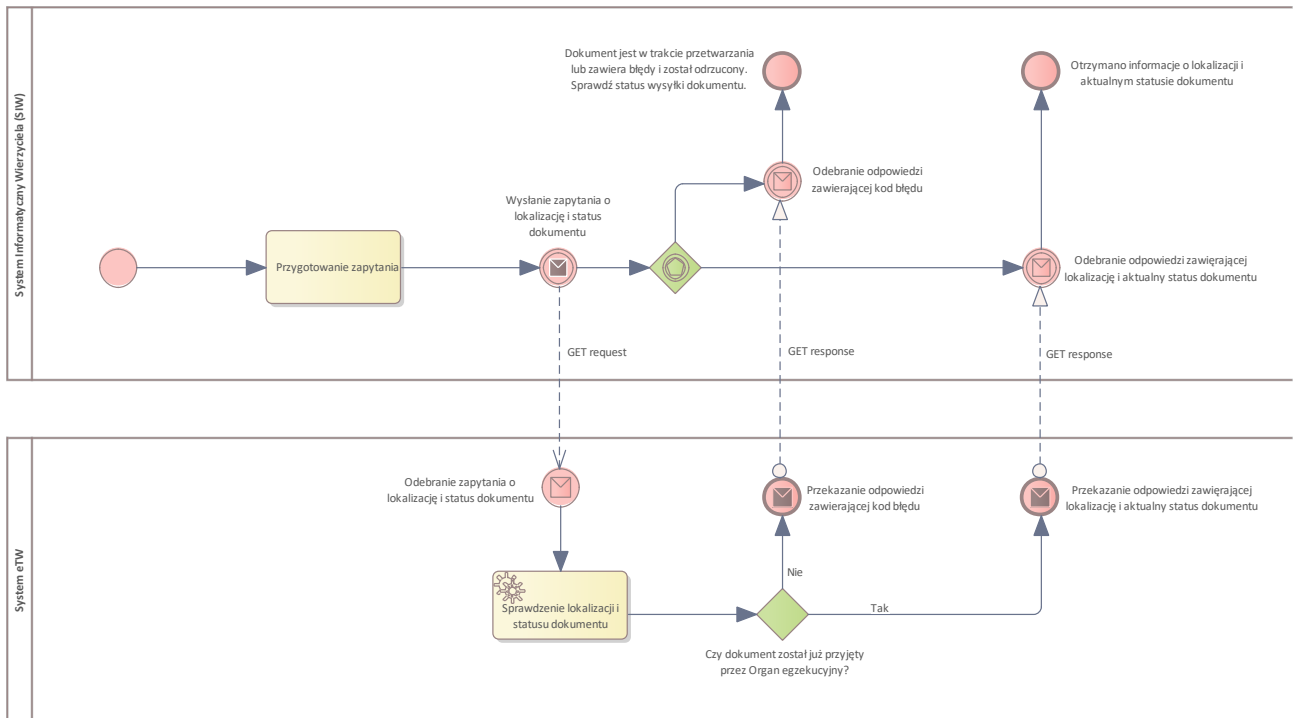 System Informatyczny Wierzyciela (SIW)
Dokument jest w trakcie przetwarzania
lub zawiera błędy i został odrzucony.
Sprawdź status wysyłki dokumentu.
Otrzymano informacje o lokalizacji i
aktualnym statusie dokumentu
Odebranie odpowiedzi
zawierającej kod błędu
Wysłanie zapytania o
lokalizację i status
dokumentu
Przygotowanie zapytania
Odebranie odpowiedzi zawięrającej
lokalizację i aktualny status dokumentu
GET request
GET response
GET response
System eTW
Odebranie zapytania o
lokalizację i status dokumentu
Przekazanie odpowiedzi
zawierającej kod błędu
Przekazanie odpowiedzi zawięrającej
lokalizację i aktualny status dokumentu
Nie
Sprawdzenie lokalizacji i
statusu dokumentu
Tak
Czy dokument został już przyjęty
przez Organ egzekucyjny?